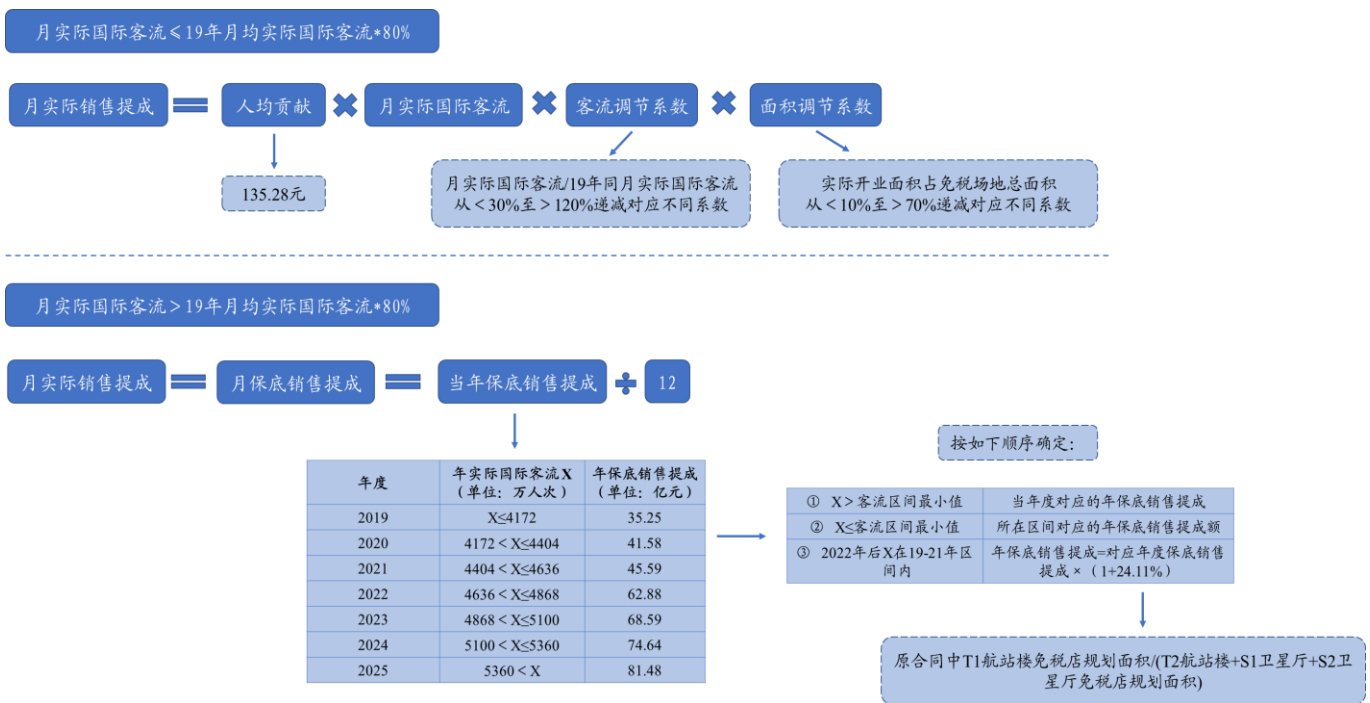 月实际国际客流≤19年月均实际国际客流*80%
月实际销售提成
人均贡献
月实际国际客流
客流调节系数
面积调节系数
135.28元
月实际国际客流/19年同月实际国际客流
从<30%至>120%递减对应不同系数
实际开业面积占免税场地总面积
从<10%至>70%递减对应不同系数
月实际国际客流>19年月均实际国际客流*80%
月实际销售提成
月保底销售提成
当年保底销售提成
12
按如下顺序确定:
年度
年实际国际客流X
(单位:万人次)
年保底销售提成
(单位:亿元)
2019
X≤4172
35.25
2020
4172<X≤4404
41.58
2021
4404<X≤4636
45.59
2022
4636<X≤4868
62.88
2023
4868<X≤5100
68.59
2024
5100<X≤5360
74.64
2025
5360<X
81.48
① X>客流区间最小值
当年度对应的年保底销售提成
② X≤客流区间最小值
所在区间对应的年保底销售提成额
③ 2022年后X在19-21年区
间内
年保底销售提成=对应年度保底销售
提成×(1+24.11%)
原合同中T1航站楼免税店规划面积/(T2航站楼+S1卫星厅+S2卫
星厅免税店规划面积)